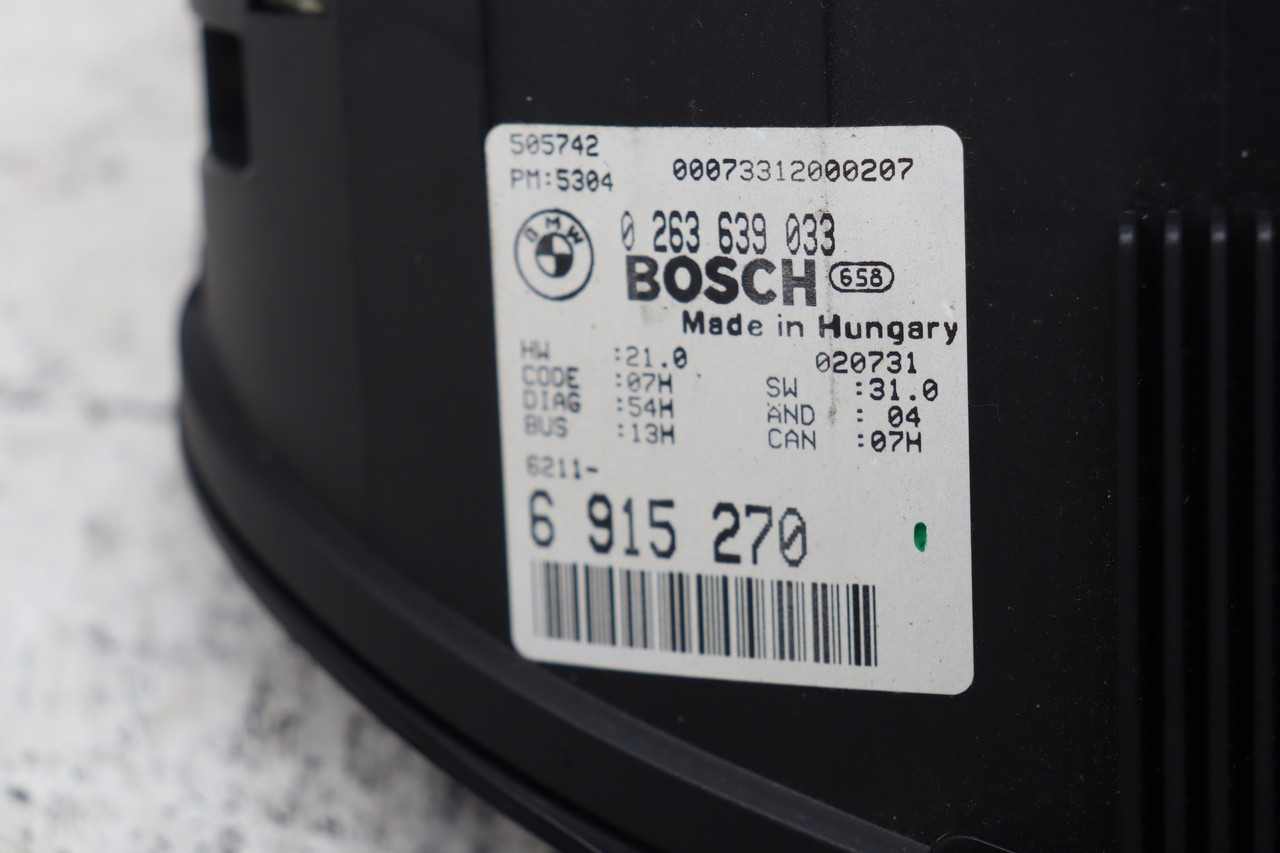 505742
PM:5304
00073312000207
BMW
0 263 639 033
BOSCH 658
Made in Hungary
020731
HW :21.0
CODE :07H
DIAG :54H
BUS :13H
SW :31.0
AND : 04
CAN :07H
6211-
6 915 270